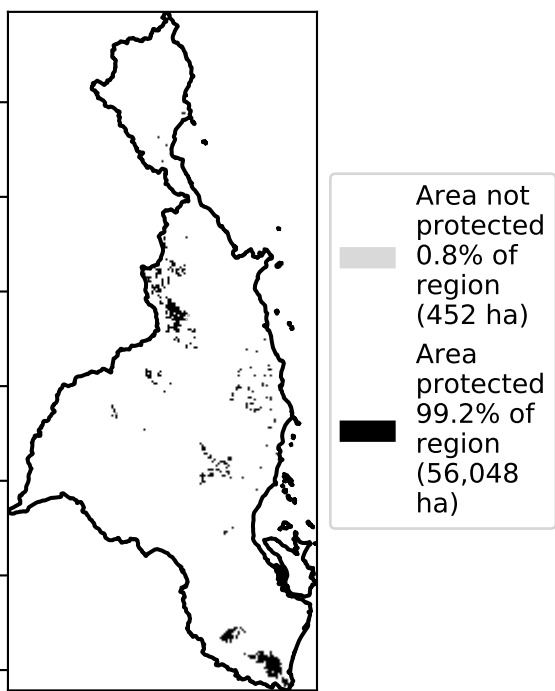 Area not
protected
0.8% of
region
(452 ha)
Area
protected
99.2% of
region
(56,048
ha)